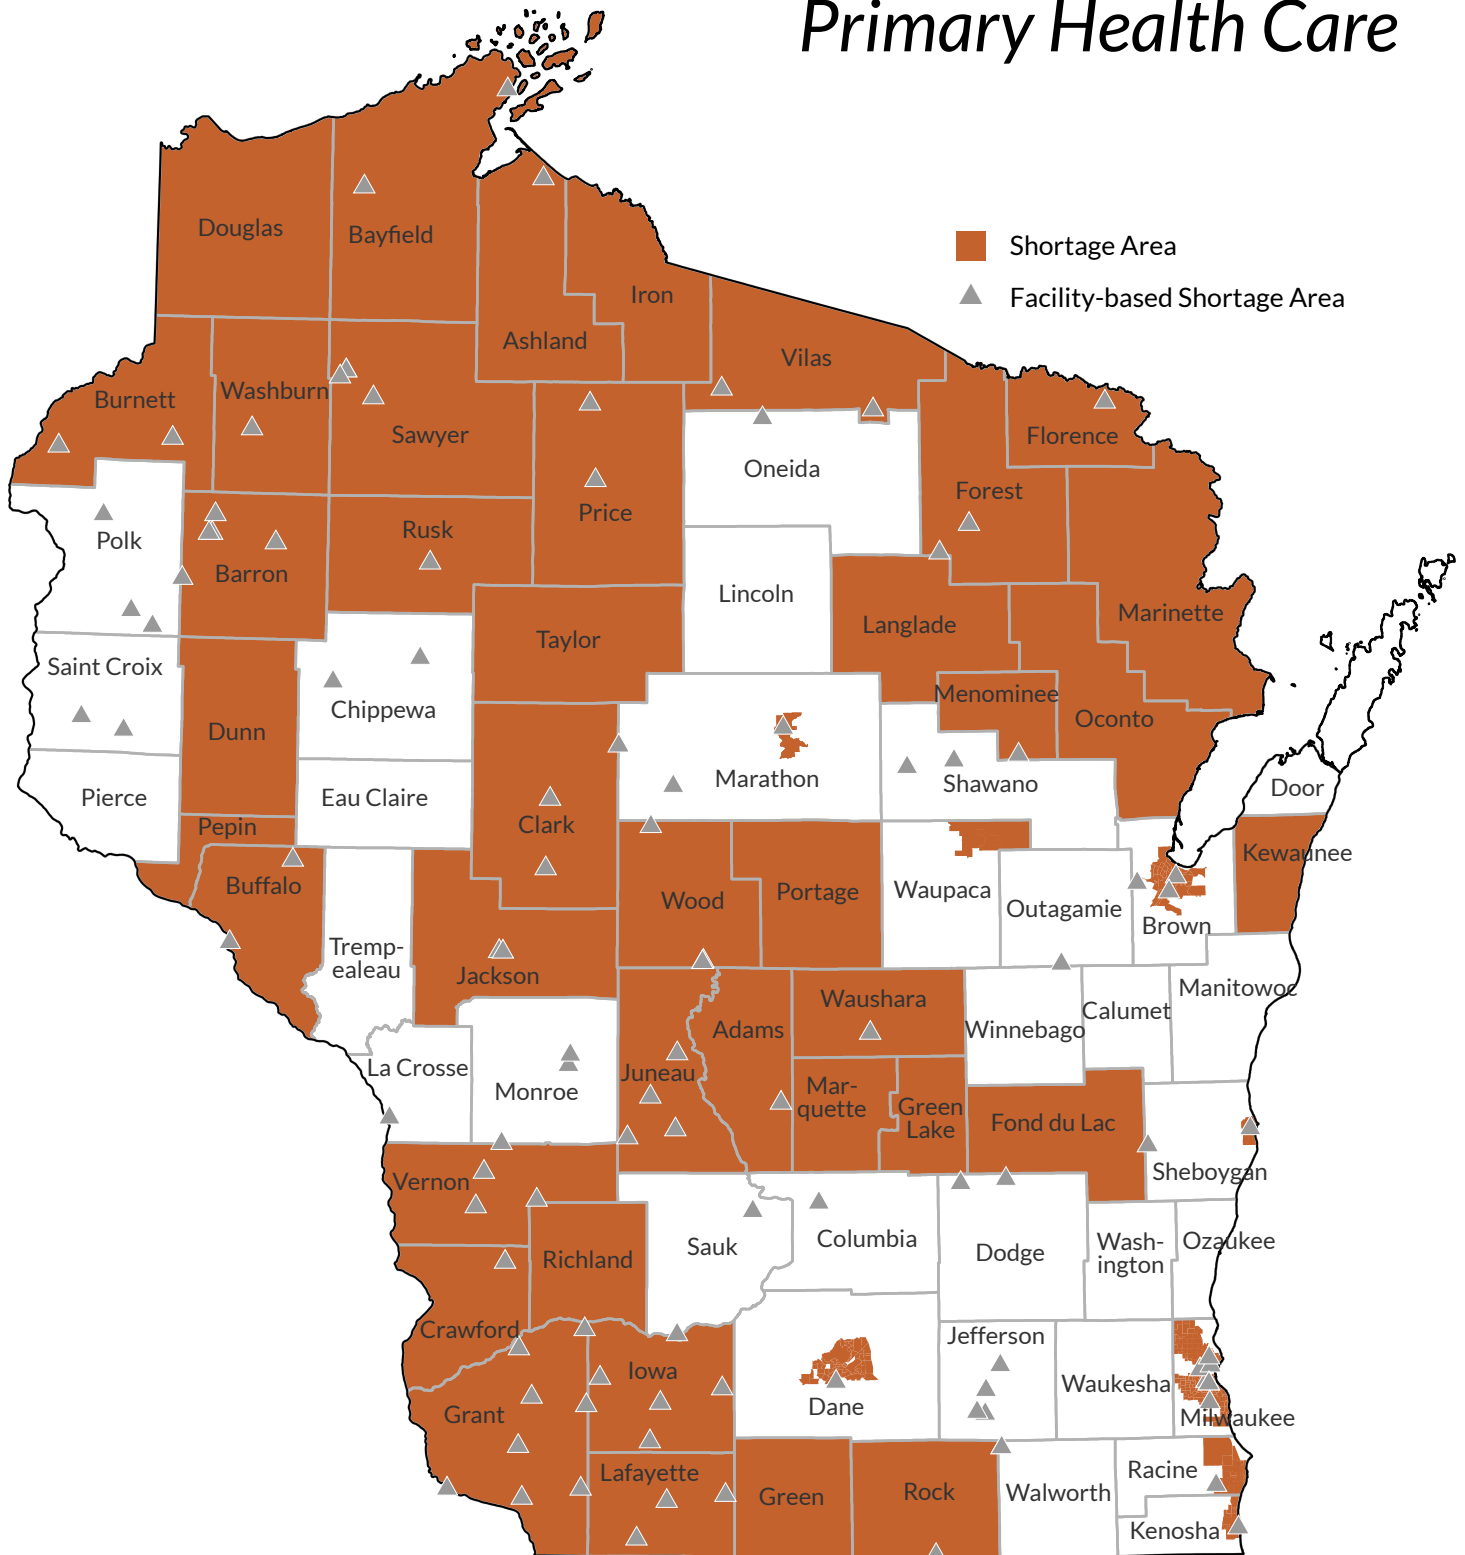 Primary Health Care
Shortage Area
Facility-based Shortage Area
Douglas
Bayfield
Iron
Ashland
Vilas
Burnett
Washburn
Sawyer
Florence
Oneida
Forest
Price
Polk
Rusk
Barron
Lincoln
Marinette
Langlade
Taylor
Saint Croix
Menominee
Chippewa
Oconto
Dunn
Marathon
Shawano
Door
Pierce
Eau Claire
Clark
Pepin
Kewaunee
Buffalo
Waupaca
Portage
Wood
Outagamie
Brown
Tremp-
ealeau
Jackson
Manitowoc
Waushara
Calumet
Adams
Winnebago
La Crosse
Juneau
Monroe
Mar-
quette
Green
Lake
Fond du Lac
Sheboygan
Vernon
Columbia
Sauk
Dodge
Wash-
ington
Ozaukee
Richland
Crawford
Jefferson
Iowa
Waukesha
Dane
Grant
Milwaukee
Lafayette
Racine
Green
Rock
Walworth
Kenosha